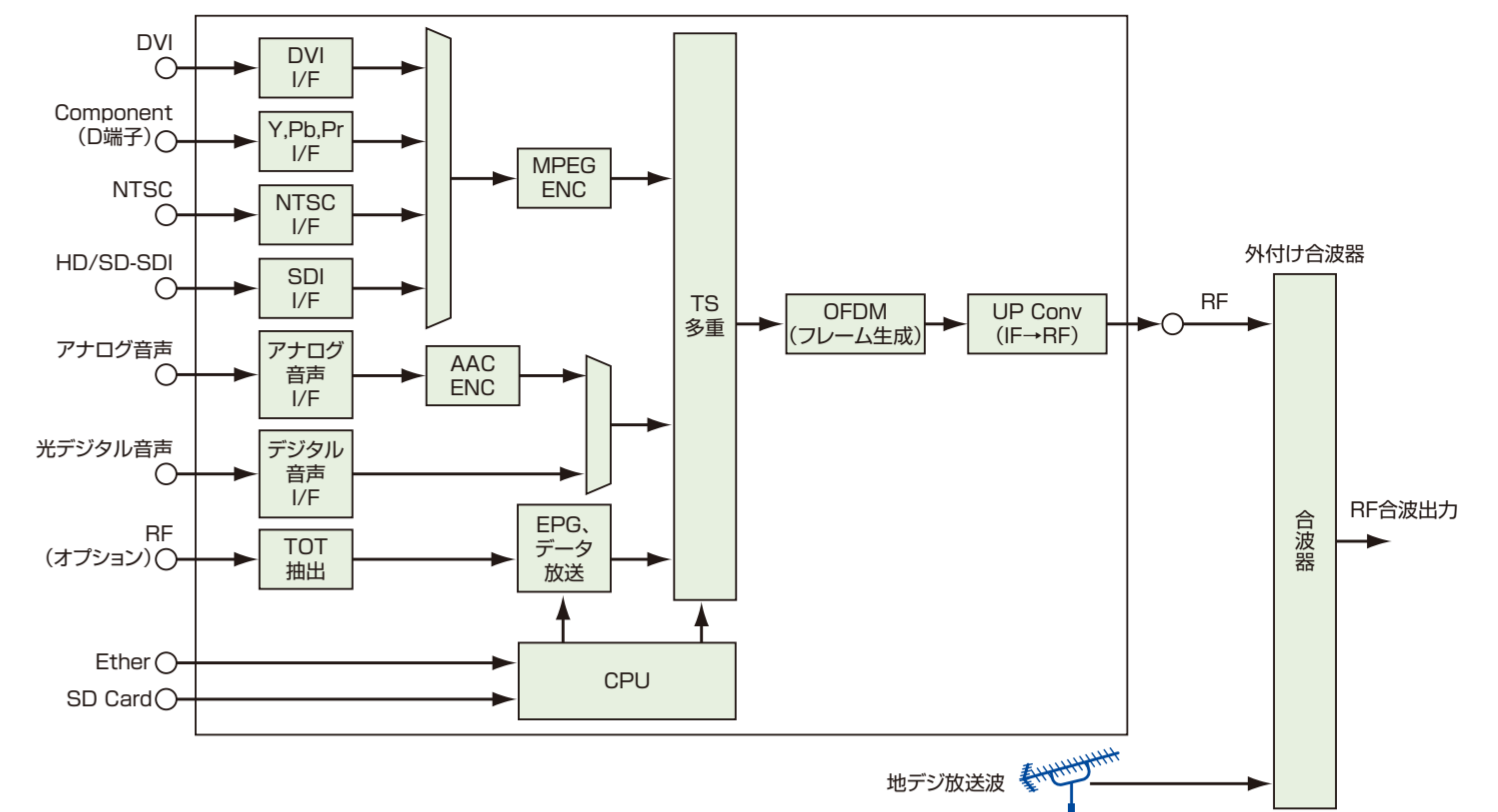 DVI
DVI
I/F
Component
(D端子)
Y,Pb,Pr
I/F
NTSC
NTSC
I/F
HD/SD-SDI
SDI
I/F
MPEG
ENC
アナログ音声
アナログ
音声
I/F
AAC
ENC
光デジタル音声
デジタル
音声
I/F
RF
(オプション)
TOT
抽出
EPG、
データ
放送
Ether
SD Card
CPU
TS
多重
OFDM
(フレーム生成)
UP Conv
(IF→RF)
RF
外付け合波器
合波器
RF合波出力
地デジ放送波